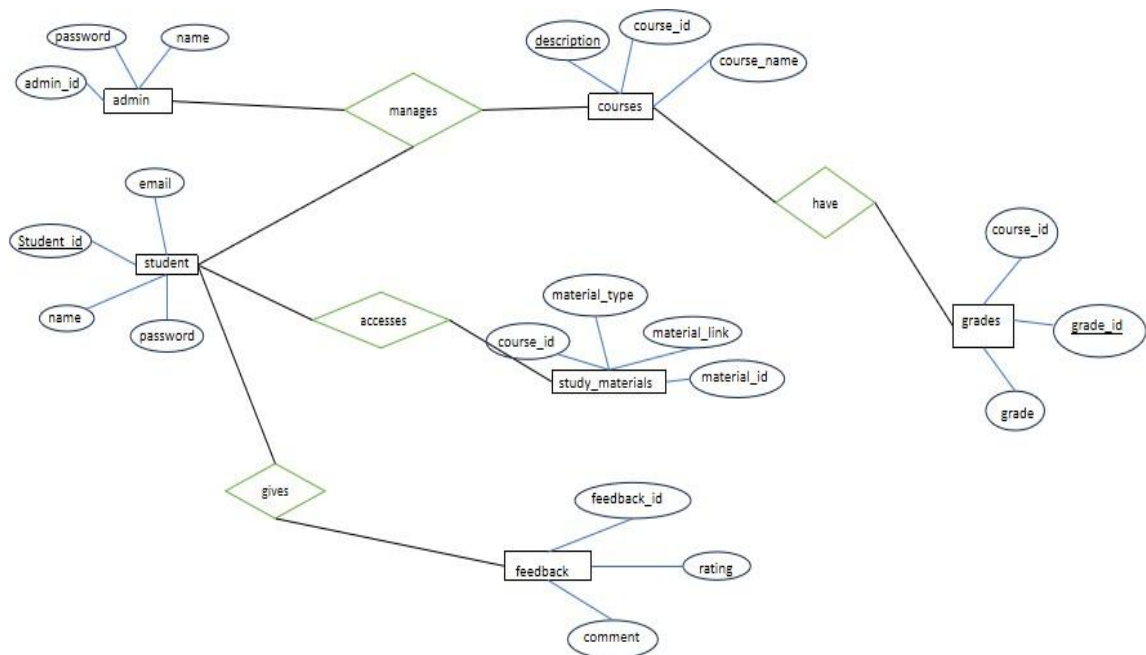 password
name
admin_id
admin
manages
description
course_id
course_name
courses
email
Student_id
student
name
password
have
course_id
grades
grade_id
grade
accesses
material_type
course_id
material_link
study_materials
material_id
gives
feedback_id
feedback
rating
comment